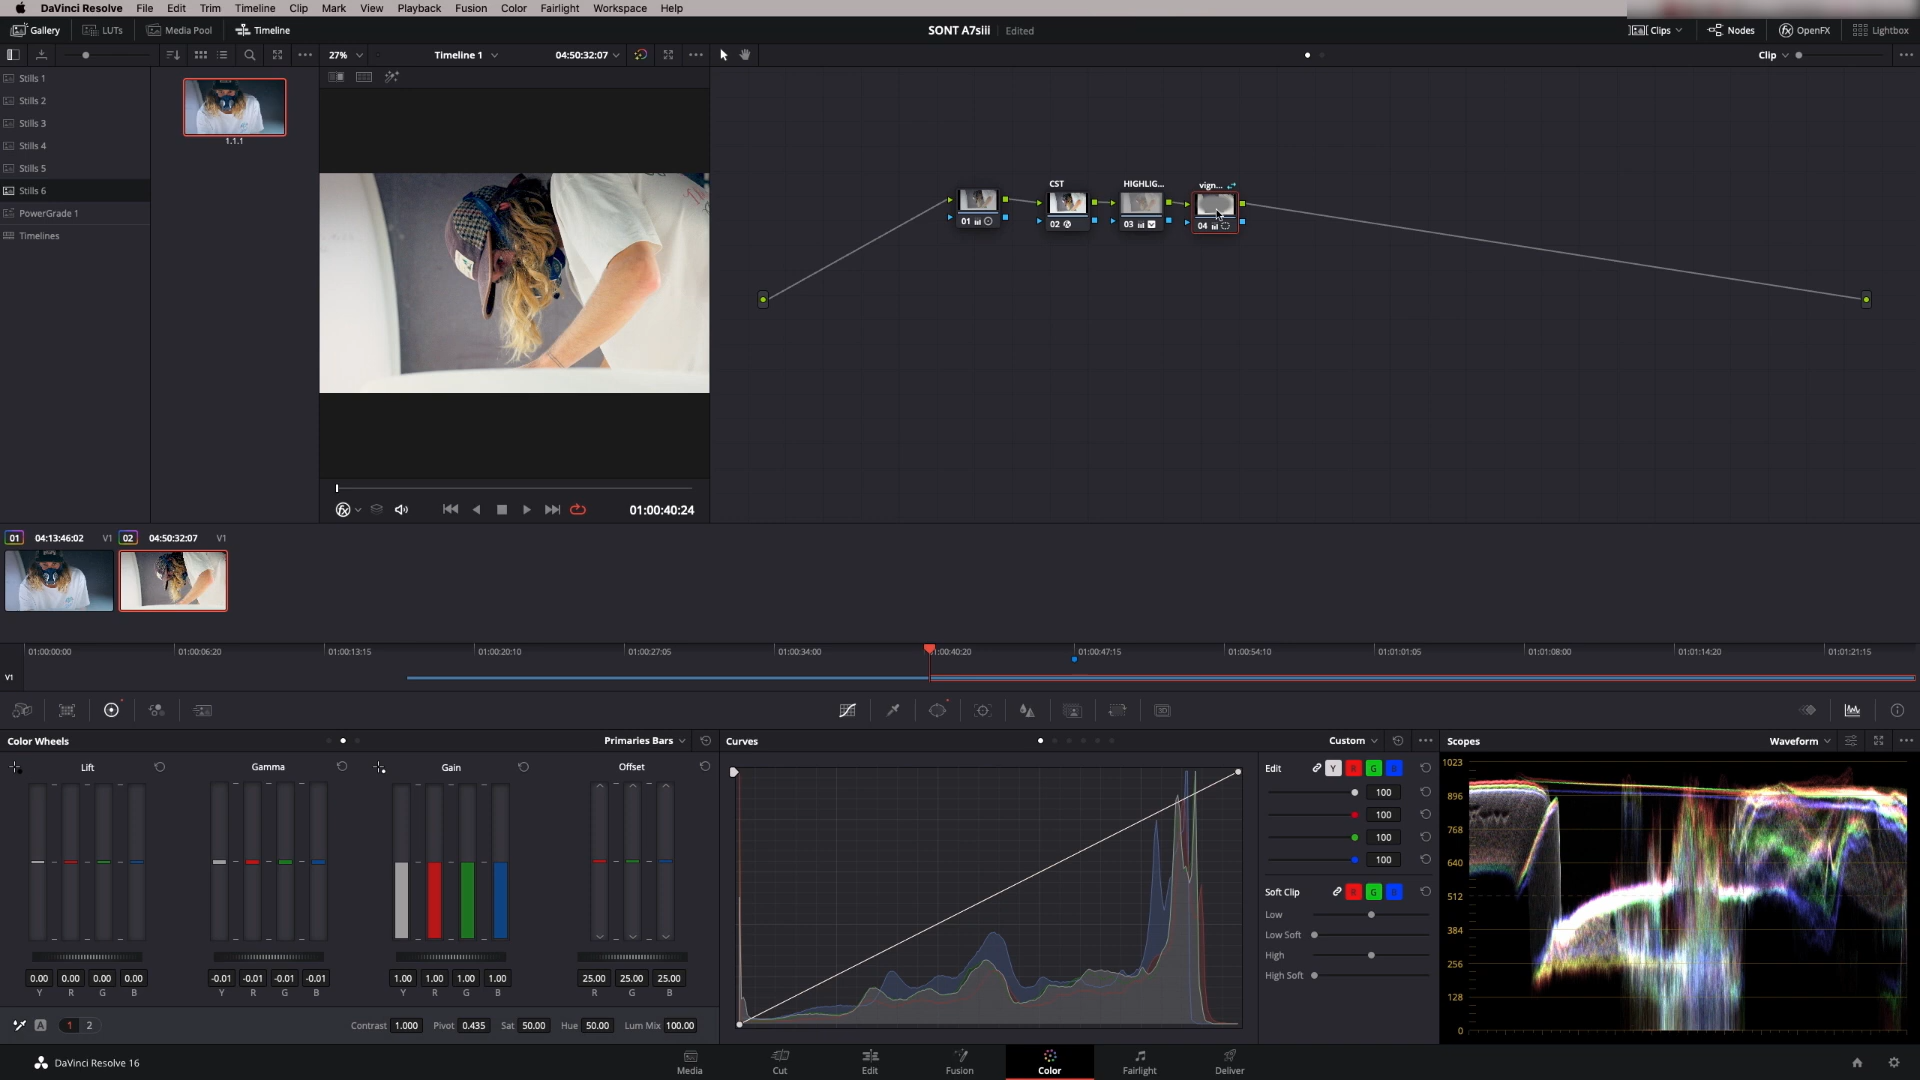 DaVinci Resolve File Edit Trim Timeline Clip Mark View Playback Fusion Color Fairlight Workspace Help
Gallery LUTs Media Pool Timeline SONT A7siii Edited Clips Nodes OpenFX Lightbox
27% Timeline 1 04:50:32:07 Clip
Stills 1
Stills 2
Stills 3
Stills 4
Stills 5
Stills 6
PowerGrade 1
Timelines
1.1.1
CST HIGHLIG... vign...
01 02 03 04
01:00:40:24
01 04:13:46:02 V1 02 04:50:32:07 V1
01:00:00:00 01:00:06:20 01:00:13:15 01:00:20:10 01:00:27:05 01:00:34:00 01:00:40:20 01:00:47:15 01:00:54:10 01:01:01:05 01:01:08:00 01:01:14:20 01:01:21:15
V1
3D
Color Wheels Primaries Bars
Lift Gamma Gain Offset
0.00 0.00 0.00 0.00 -0.01 -0.01 -0.01 -0.01 1.00 1.00 1.00 1.00 25.00 25.00 25.00
Y R G B Y R G B Y R G B R G B
A 1 2 Contrast 1.000 Pivot 0.435 Sat 50.00 Hue 50.00 Lum Mix 100.00
Curves Custom
Edit Y R G B
100
100
100
100
Soft Clip R G B
Low
Low Soft
High
High Soft
Scopes Waveform
1023
896
768
640
512
384
256
128
0
DaVinci Resolve 16 Media Cut Edit Fusion Color Fairlight Deliver